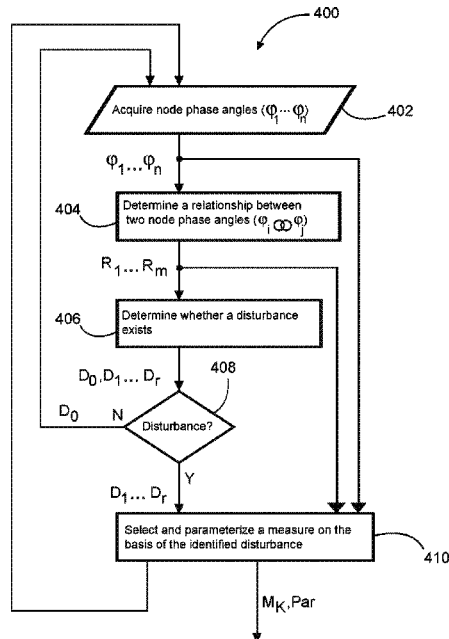 400
Acquire node phase angles (φ1 ... φn)
402
φ1 ... φn
404
Determine a relationship between
two node phase angles (φi ꝏ φj)
R1 ... Rm
406
Determine whether a disturbance
exists
D0, D1 ... Dr
408
D0
N
Disturbance?
Y
D1 ... Dr
Select and parameterize a measure on the
basis of the identified disturbance
410
MK, Par